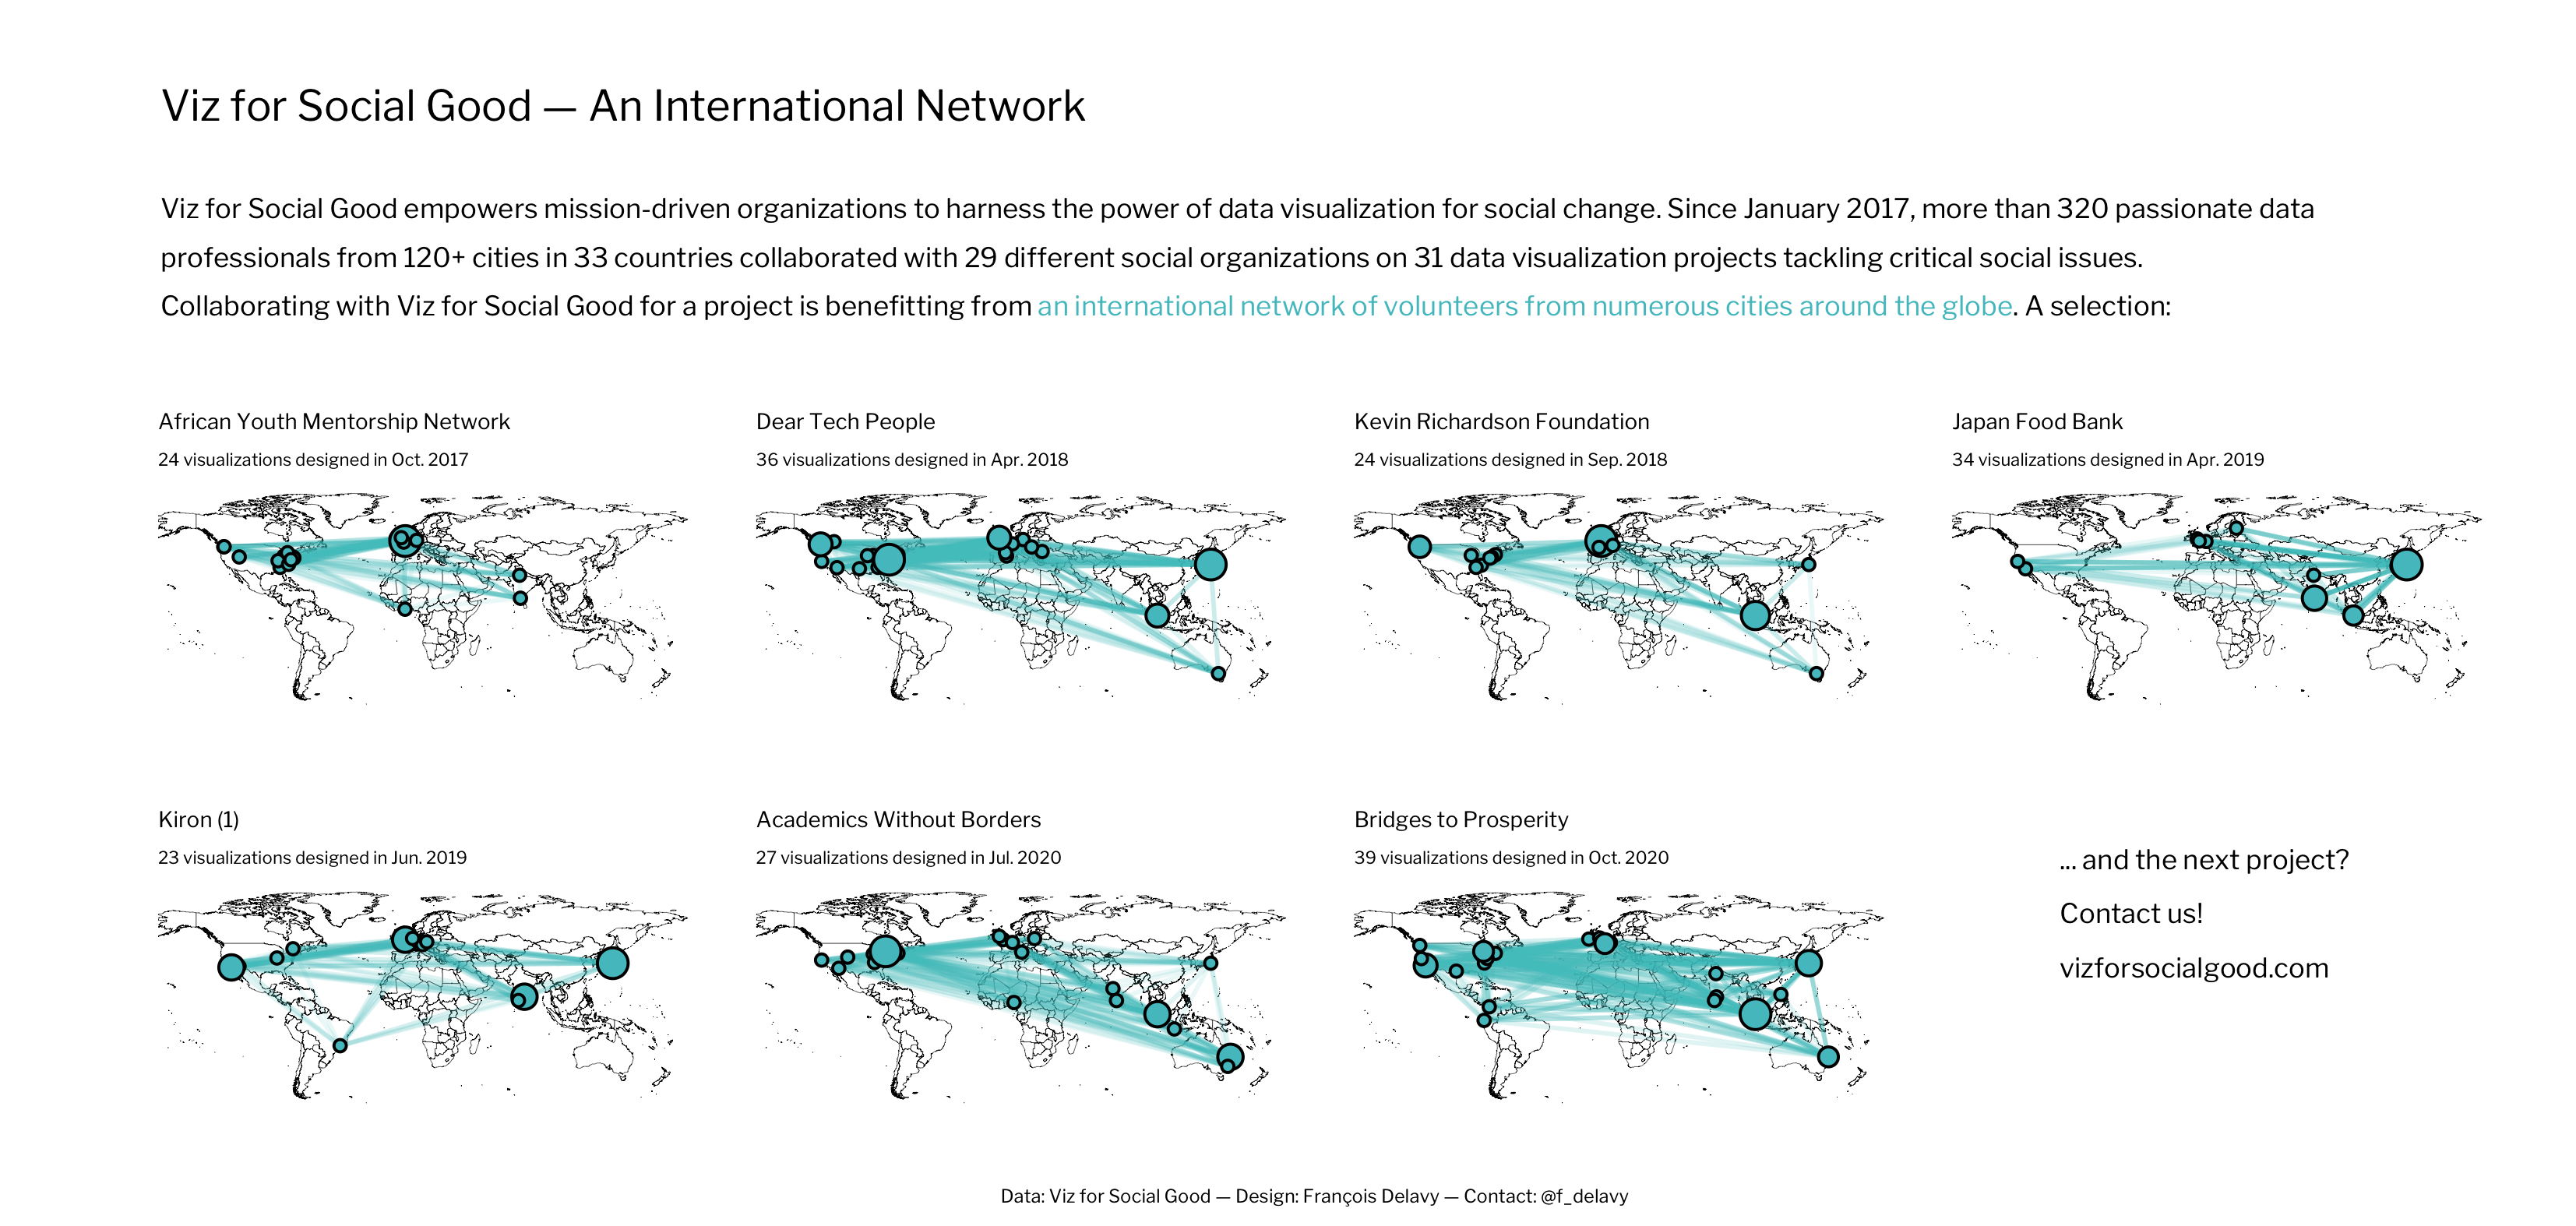 Viz for Social Good — An International Network
Viz for Social Good empowers mission-driven organizations to harness the power of data visualization for social change. Since January 2017, more than 320 passionate data
professionals from 120+ cities in 33 countries collaborated with 29 different social organizations on 31 data visualization projects tackling critical social issues.
Collaborating with Viz for Social Good for a project is benefitting from an international network of volunteers from numerous cities around the globe. A selection:
African Youth Mentorship Network
24 visualizations designed in Oct. 2017
Dear Tech People
36 visualizations designed in Apr. 2018
Kevin Richardson Foundation
24 visualizations designed in Sep. 2018
Japan Food Bank
34 visualizations designed in Apr. 2019
Kiron (1)
23 visualizations designed in Jun. 2019
Academics Without Borders
27 visualizations designed in Jul. 2020
Bridges to Prosperity
39 visualizations designed in Oct. 2020
... and the next project?
Contact us!
vizforsocialgood.com
Data: Viz for Social Good — Design: François Delavy — Contact: @f_delavy